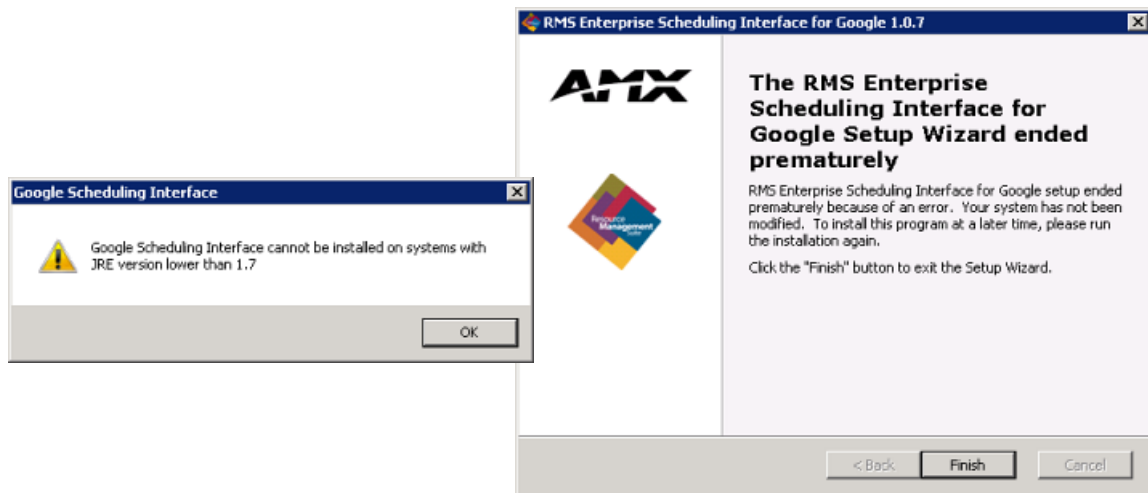 RMS Enterprise Scheduling Interface for Google 1.0.7
AMX
Resource
Management
Suite
The RMS Enterprise
Scheduling Interface for
Google Setup Wizard ended
prematurely
RMS Enterprise Scheduling Interface for Google setup ended
prematurely because of an error. Your system has not been
modified. To install this program at a later time, please run
the installation again.
Click the "Finish" button to exit the Setup Wizard.
< Back
Finish
Cancel
Google Scheduling Interface
Google Scheduling Interface cannot be installed on systems with
JRE version lower than 1.7
OK